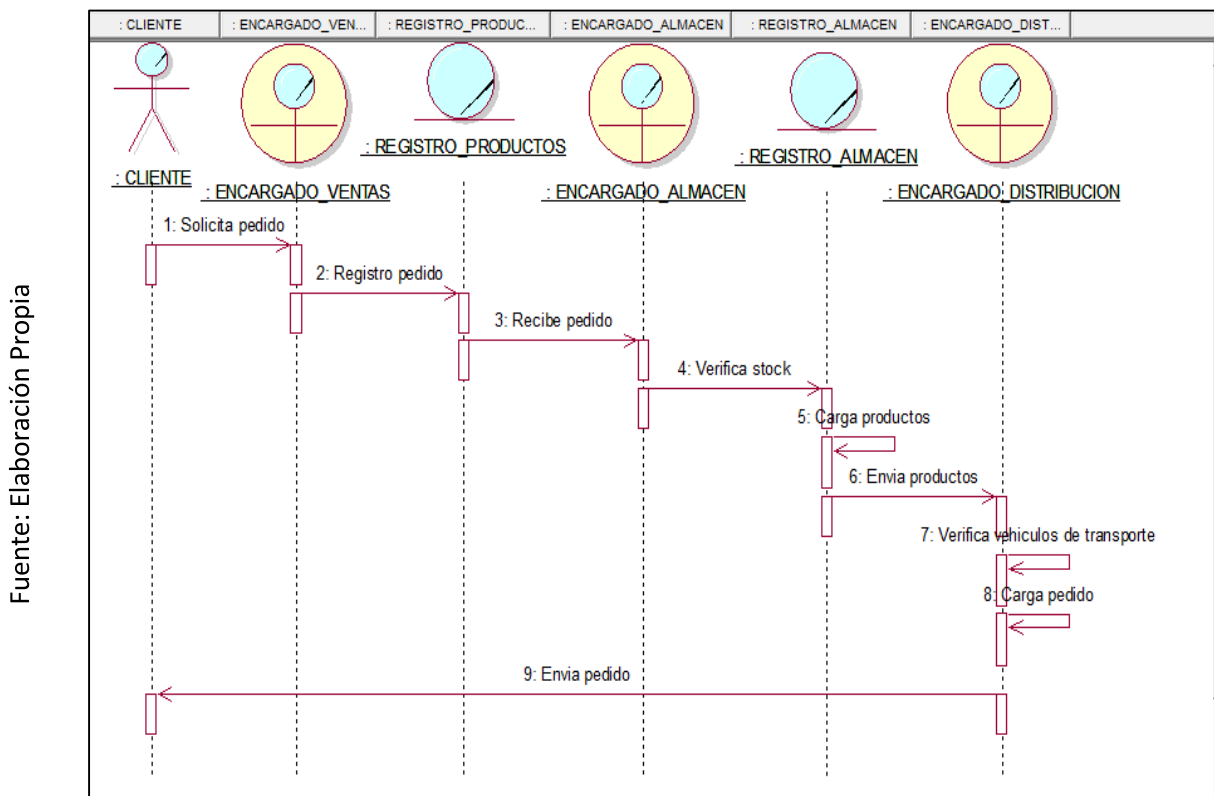 : CLIENTE
: ENCARGADO_VEN...
: REGISTRO_PRODUC...
: ENCARGADO_ALMACEN
: REGISTRO_ALMACEN
: ENCARGADO_DIST...
: REGISTRO_PRODUCTOS
: REGISTRO_ALMACEN
: CLIENTE
: ENCARGADO_VENTAS
: ENCARGADO_ALMACEN
: ENCARGADO_DISTRIBUCION
1: Solicita pedido
2: Registro pedido
3: Recibe pedido
4: Verifica stock
5: Carga productos
6: Envia productos
7: Verifica vehiculos de transporte
8: Carga pedido
9: Envia pedido
Fuente: Elaboración Propia